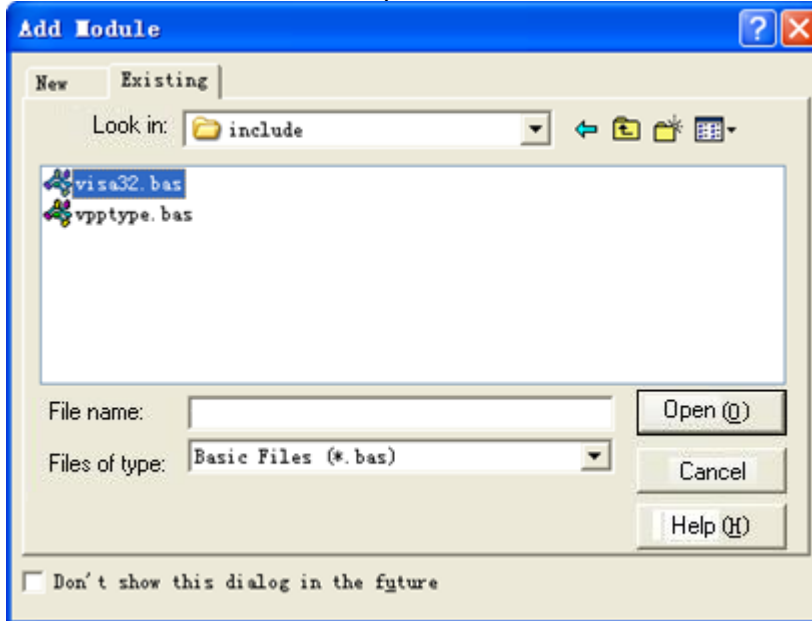 Add Module
New Existing
Look in: include
visa32.bas
vpptype.bas
File name: Open (O)
Files of type: Basic Files (*.bas)
Cancel
Help (H)
Don't show this dialog in the future